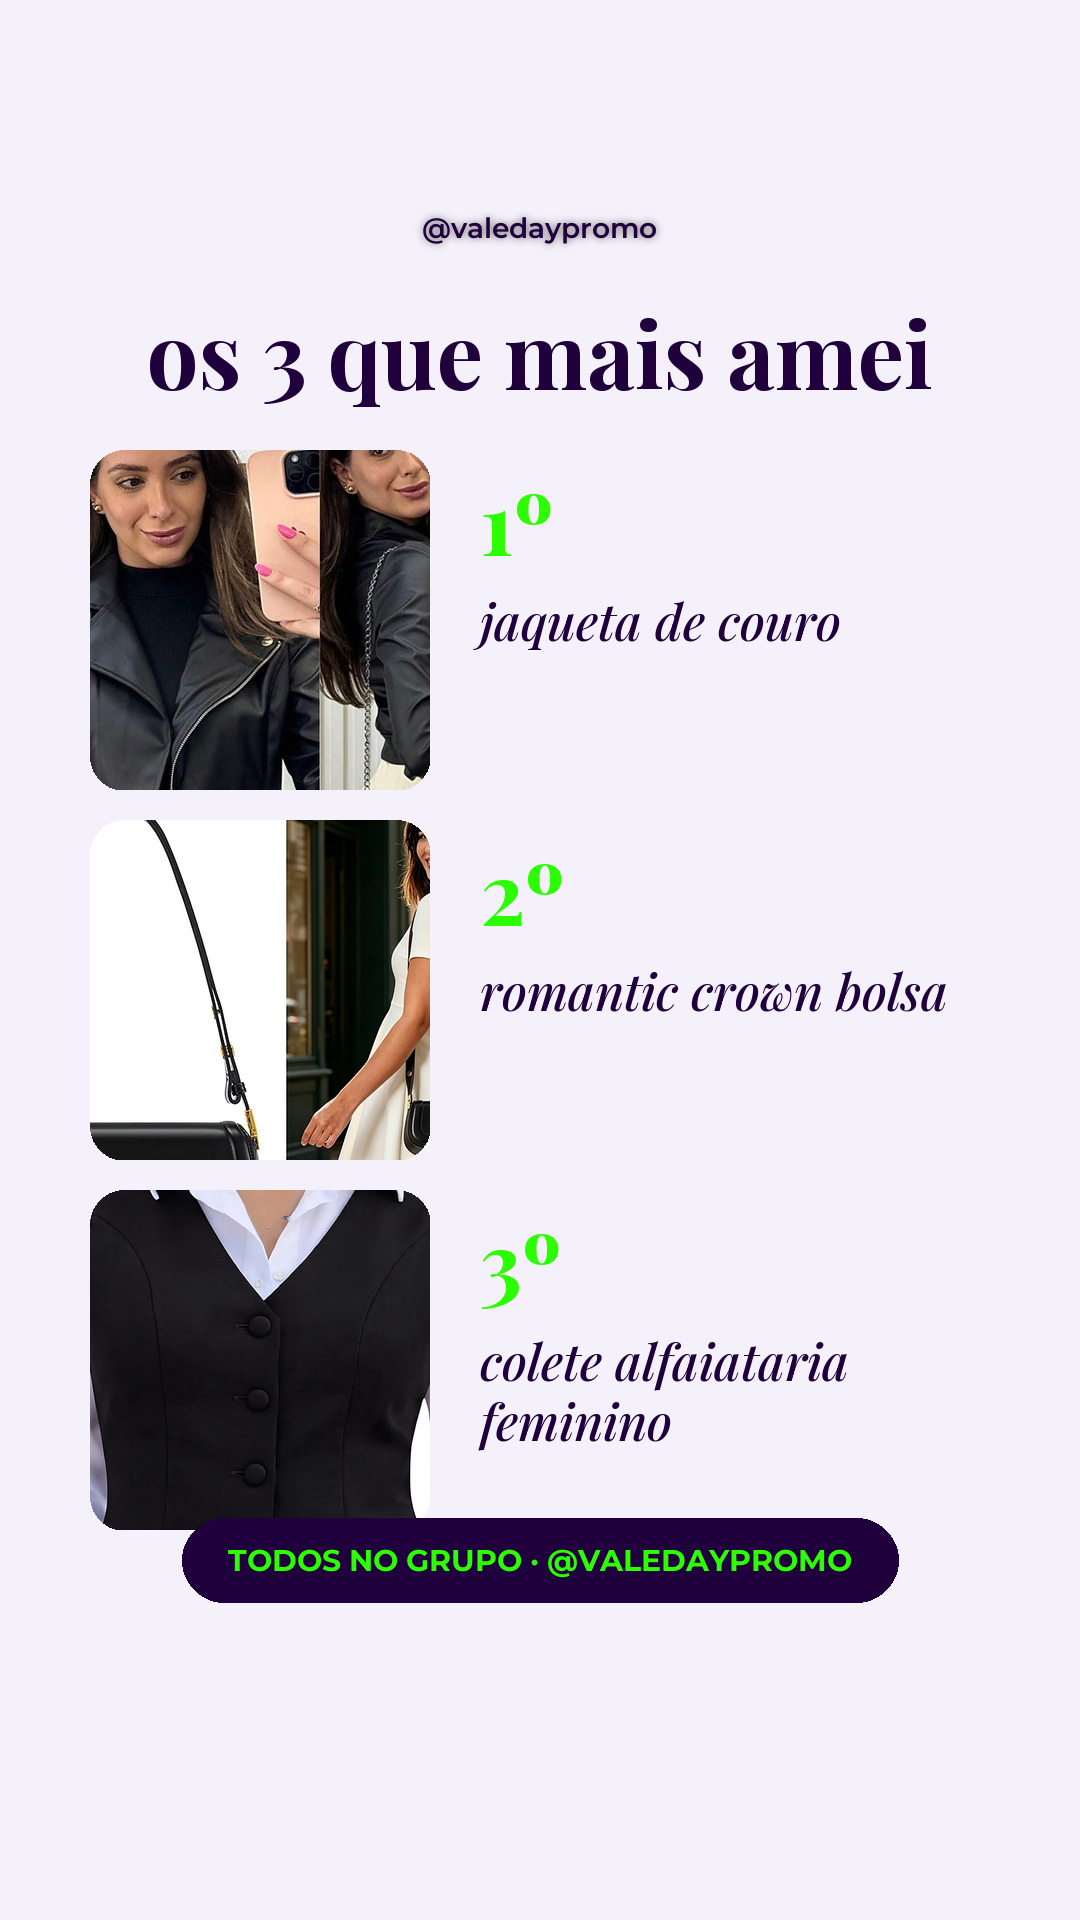 @valedaypromo
os 3 que mais amei
1º
jaqueta de couro
2º
romantic crown bolsa
3º
colete alfaiataria
feminino
TODOS NO GRUPO · @VALEDAYPROMO